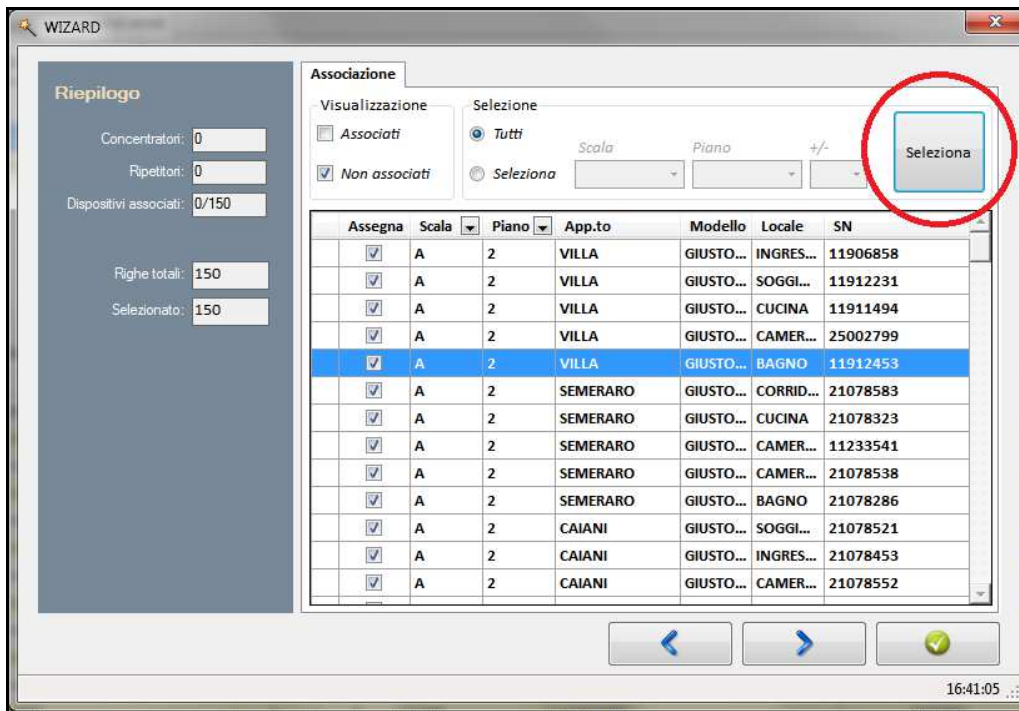 WIZARD
Riepilogo
Concentratori: 0
Ripetitori: 0
Dispositivi associati: 0/150
Righe totali: 150
Selezionato: 150
Associazione
Visualizzazione
Associati
Non associati
Selezione
Tutti
Seleziona
Scala
Piano
+/-
Seleziona
Assegna Scala Piano App.to Modello Locale SN
A 2 VILLA GIUSTO... INGRES... 11906858
A 2 VILLA GIUSTO... SOGGI... 11912231
A 2 VILLA GIUSTO... CUCINA 11911494
A 2 VILLA GIUSTO... CAMER... 25002799
A 2 VILLA GIUSTO... BAGNO 11912453
A 2 SEMERARO GIUSTO... CORRID... 21078583
A 2 SEMERARO GIUSTO... CUCINA 21078323
A 2 SEMERARO GIUSTO... CAMER... 11233541
A 2 SEMERARO GIUSTO... CAMER... 21078538
A 2 SEMERARO GIUSTO... BAGNO 21078286
A 2 CAIANI GIUSTO... SOGGI... 21078521
A 2 CAIANI GIUSTO... INGRES... 21078453
A 2 CAIANI GIUSTO... CAMER... 21078552
16:41:05